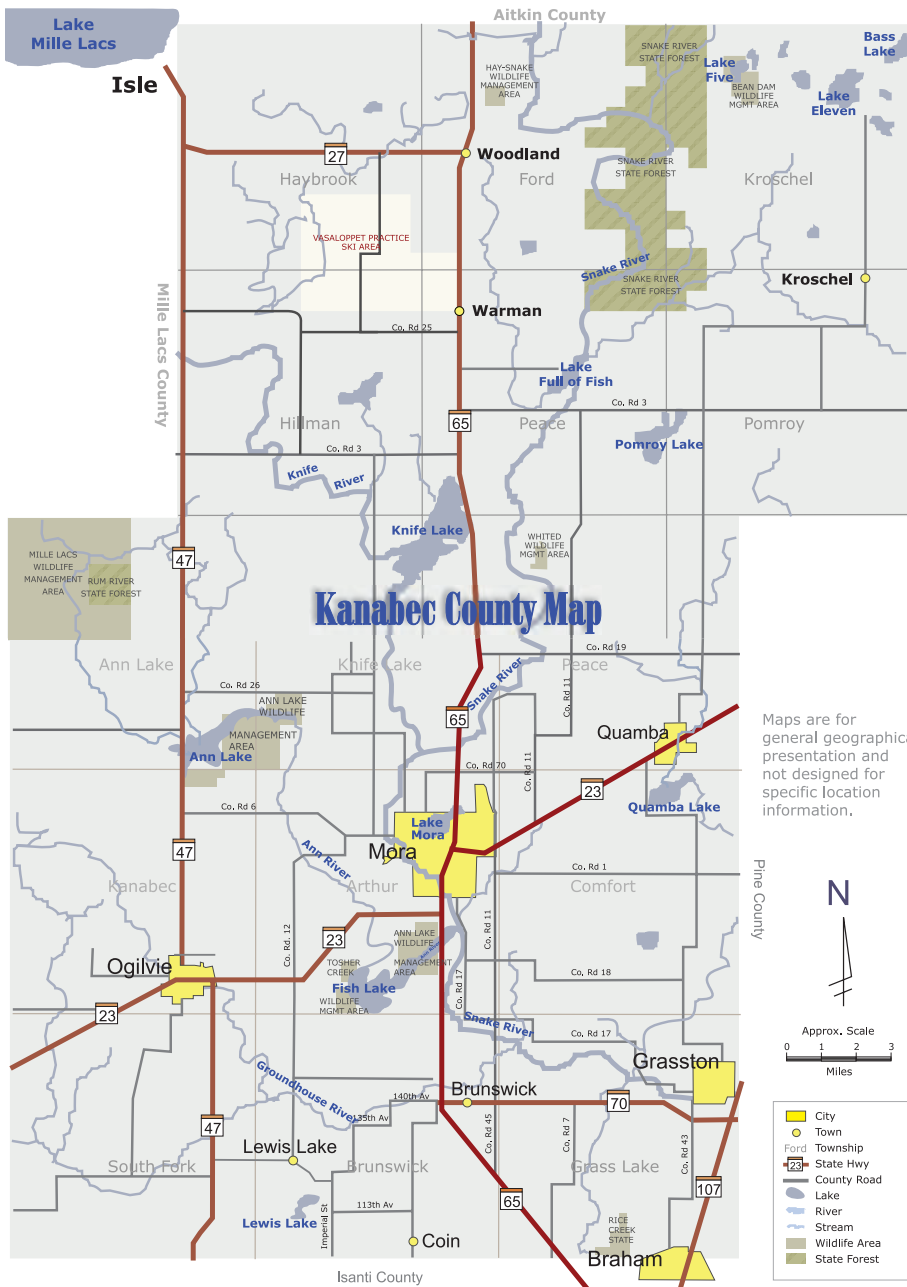 Aitkin County
Lake
Mille Lacs
Isle
HAY-SNAKE
WILDLIFE
MANAGEMENT
AREA
SNAKE RIVER
STATE FOREST
Lake
Five
BEAN DAM
WILDLIFE
MGMT AREA
Bass
Lake
Lake
Eleven
27
Woodland
Haybrook
Ford
SNAKE RIVER
STATE FOREST
Kroschel
VASALOPPET PRACTICE
SKI AREA
Snake River
SNAKE RIVER
STATE FOREST
Kroschel
Mille Lacs County
Warman
Co. Rd 25
Lake
Full of Fish
Co. Rd 3
Hillman
65
Peace
Pomroy
Pomroy Lake
Co. Rd 3
Knife
River
Knife Lake
WHITED
WILDLIFE
MGMT AREA
MILLE LACS
WILDLIFE
MANAGEMENT
AREA
RUM RIVER
STATE FOREST
47
Kanabec County Map
Ann Lake
Knife Lake
Peace
Co. Rd 19
Co. Rd 26
Snake River
Co. Rd 11
ANN LAKE
WILDLIFE
MANAGEMENT
AREA
Ann Lake
65
Quamba
Maps are for
general geographica
presentation and
not designed for
specific location
information.
Co. Rd 70
Co. Rd 11
23
Quamba Lake
Co. Rd 6
Lake
Mora
Mora
47
Ann River
Co. Rd 1
Kanabec
Arthur
Comfort
Pine County
N
Co. Rd. 12
23
Co. Rd 11
ANN LAKE
WILDLIFE
MANAGEMENT
AREA
Ogilvie
TOSHER
CREEK
WILDLIFE
MGMT AREA
Fish Lake
Co. Rd 17
Co. Rd 18
23
Snake River
Co. Rd 17
Approx. Scale
0 1 2 3
Miles
Grasston
Groundhouse River
Brunswick
140th Av
135th Av
70
47
Co. Rd 45
Co. Rd 7
Co. Rd 43
Lewis Lake
South Fork
Brunswick
Grass Lake
107
65
113th Av
Imperial St
Lewis Lake
Coin
RICE
CREEK
STATE
Braham
Isanti County
City
Town
Ford Township
23 State Hwy
County Road
Lake
River
Stream
Wildlife Area
State Forest